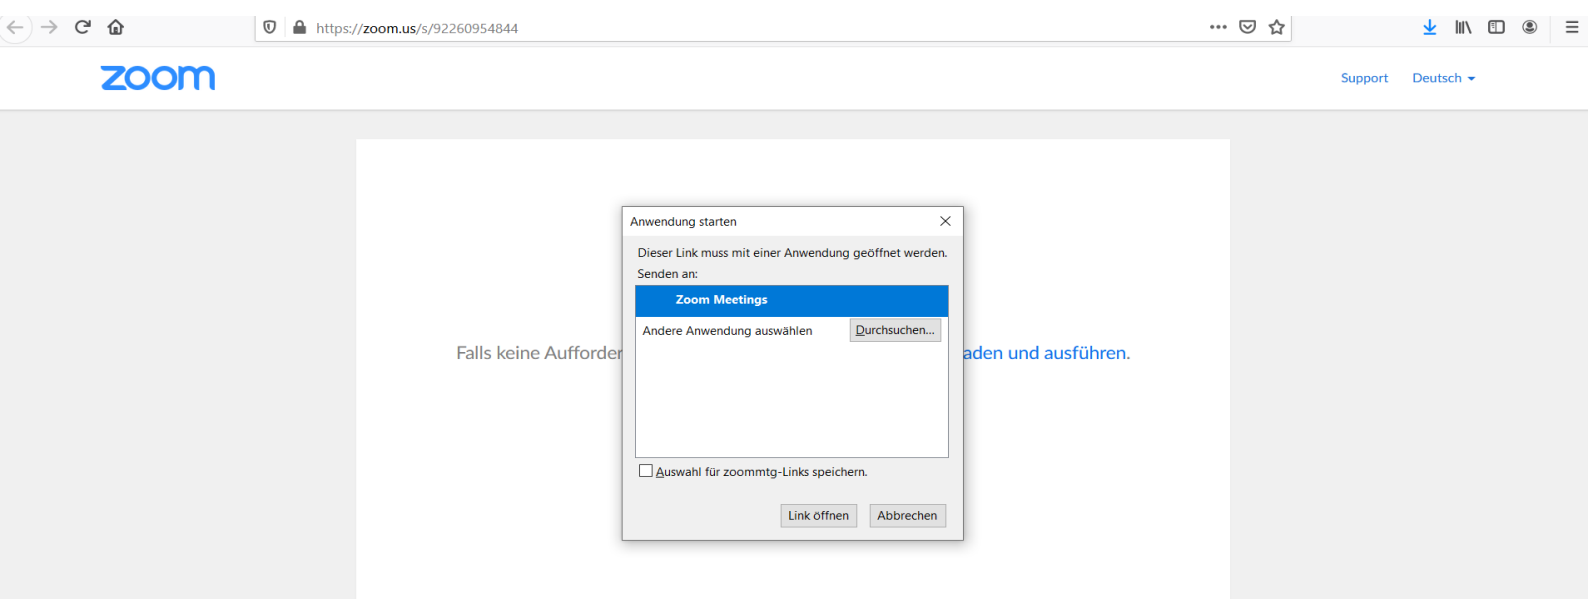 https://zoom.us/s/92260954844
zoom
Support Deutsch
Anwendung starten
Dieser Link muss mit einer Anwendung geöffnet werden.
Senden an:
Zoom Meetings
Andere Anwendung auswählen Durchsuchen...
Falls keine Aufforder aden und ausführen.
Auswahl für zoommtg-Links speichern.
Link öffnen Abbrechen